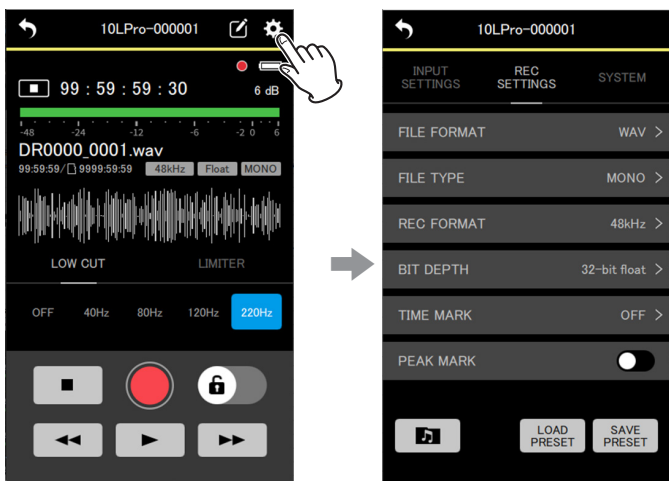 10LPro-000001
99 : 59 : 59 : 30
6 dB
-48 -24 -12 -6 -2 0 6
DR0000_0001.wav
99:59:59/ 9999:59:59 48kHz Float MONO
LOW CUT LIMITER
OFF 40Hz 80Hz 120Hz 220Hz
10LPro-000001
INPUT SETTINGS
REC SETTINGS
SYSTEM
FILE FORMAT WAV >
FILE TYPE MONO >
REC FORMAT 48kHz >
BIT DEPTH 32-bit float >
TIME MARK OFF >
PEAK MARK
LOAD PRESET
SAVE PRESET